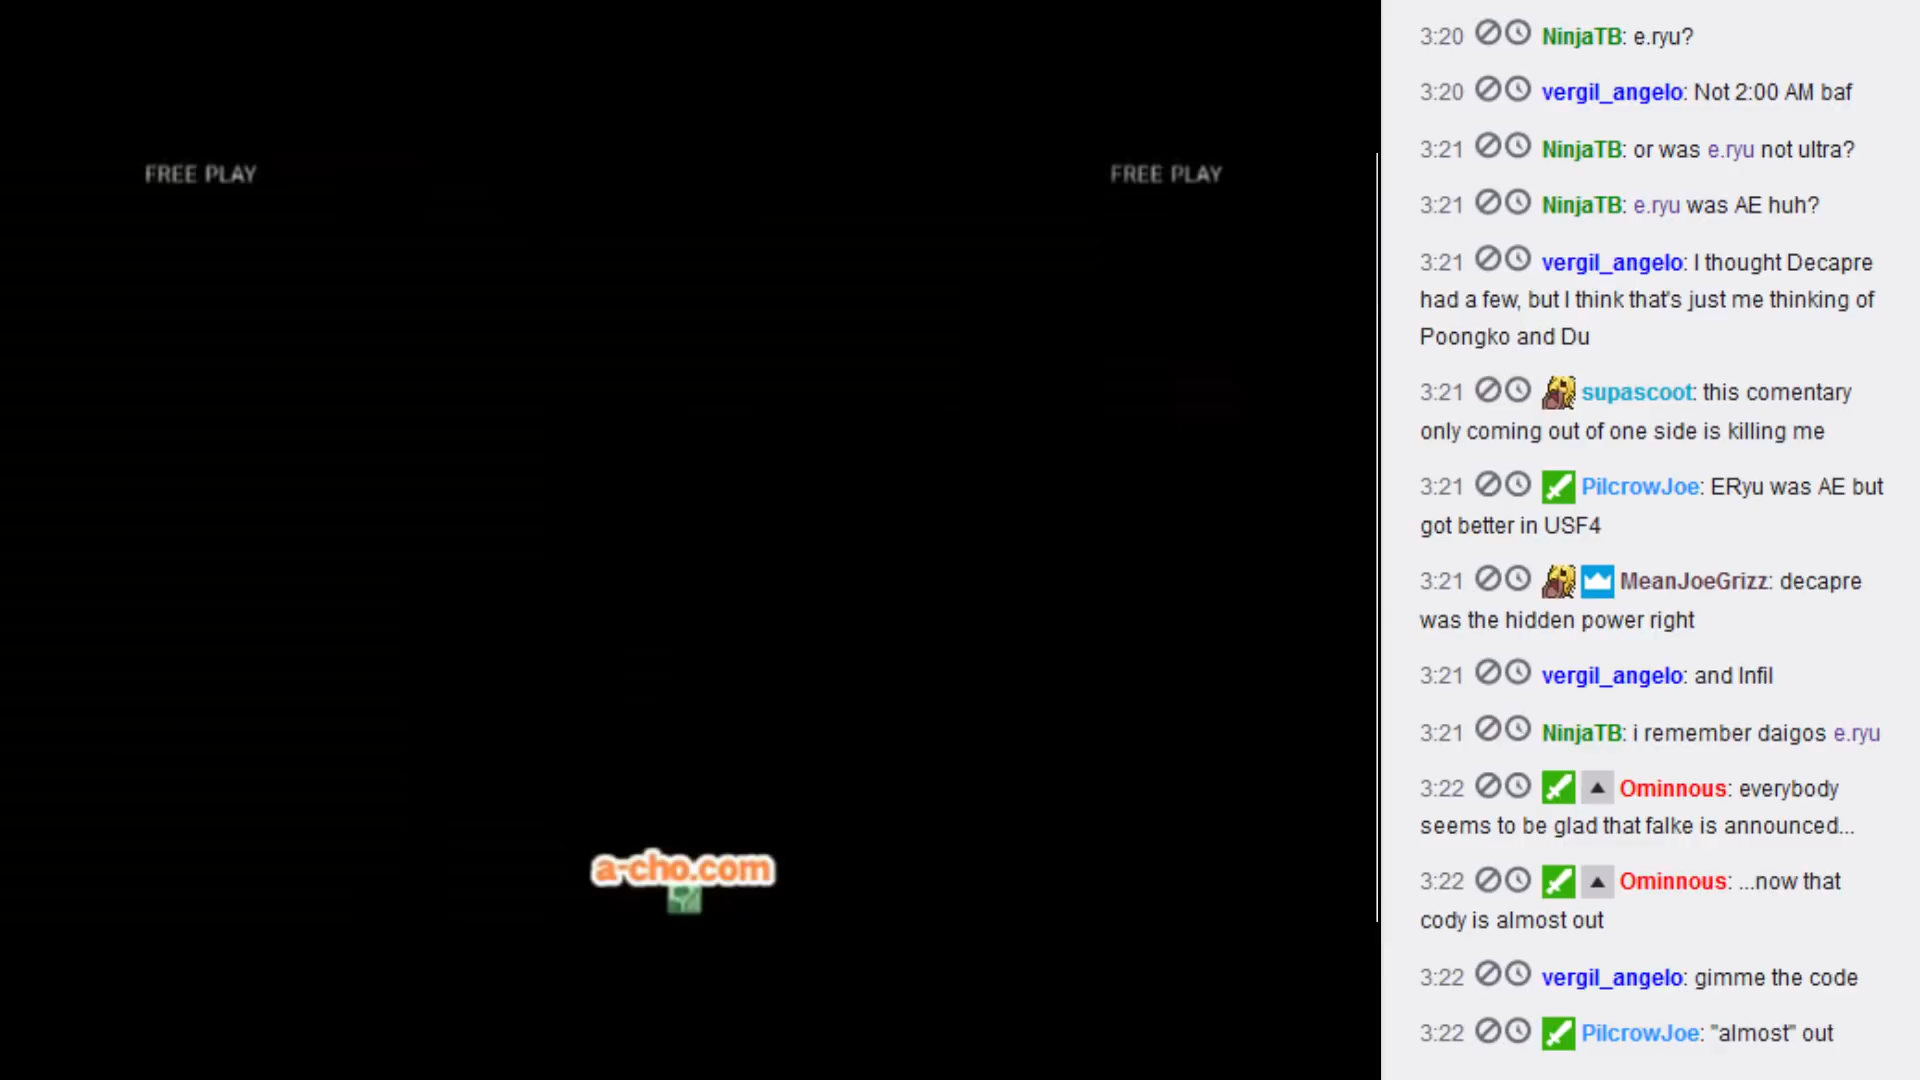 FREE PLAY
FREE PLAY
a-cho.com
3:20 NinjaTB: e.ryu?
3:20 vergil_angelo: Not 2:00 AM baf
3:21 NinjaTB: or was e.ryu not ultra?
3:21 NinjaTB: e.ryu was AE huh?
3:21 vergil_angelo: I thought Decapre
had a few, but I think that's just me thinking of
Poongko and Du
3:21 supascoot: this comentary
only coming out of one side is killing me
3:21 PilcrowJoe: ERyu was AE but
got better in USF4
3:21 MeanJoeGrizz: decapre
was the hidden power right
3:21 vergil_angelo: and Infil
3:21 NinjaTB: i remember daigos e.ryu
3:22 Ominnous: everybody
seems to be glad that falke is announced...
3:22 Ominnous: ...now that
cody is almost out
3:22 vergil_angelo: gimme the code
3:22 PilcrowJoe: "almost" out